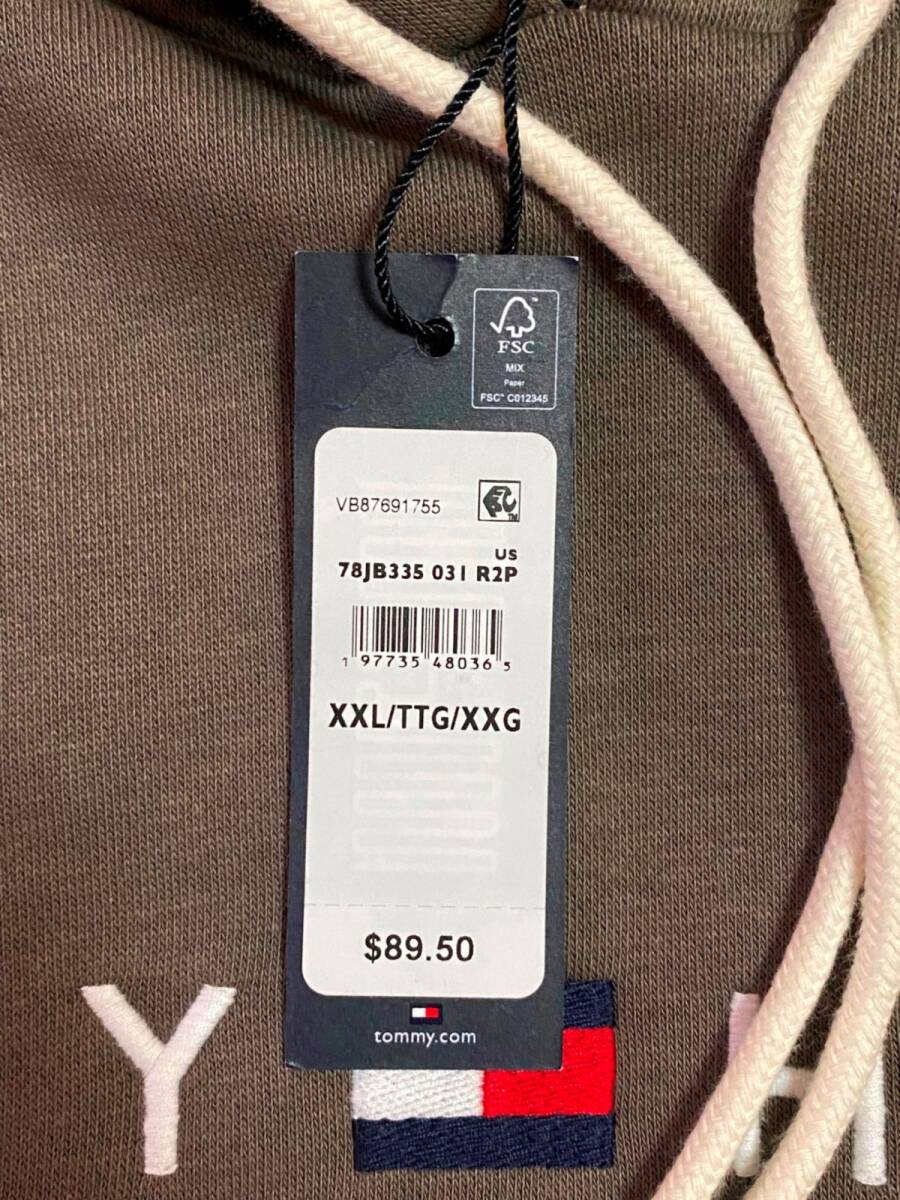 FSC
MIX
Paper
FSC™ C012345
VB87691755
US
78JB335 031 R2P
1 97735 48036 5
XXL/TTG/XXG
$89.50
tommy.com
Y H